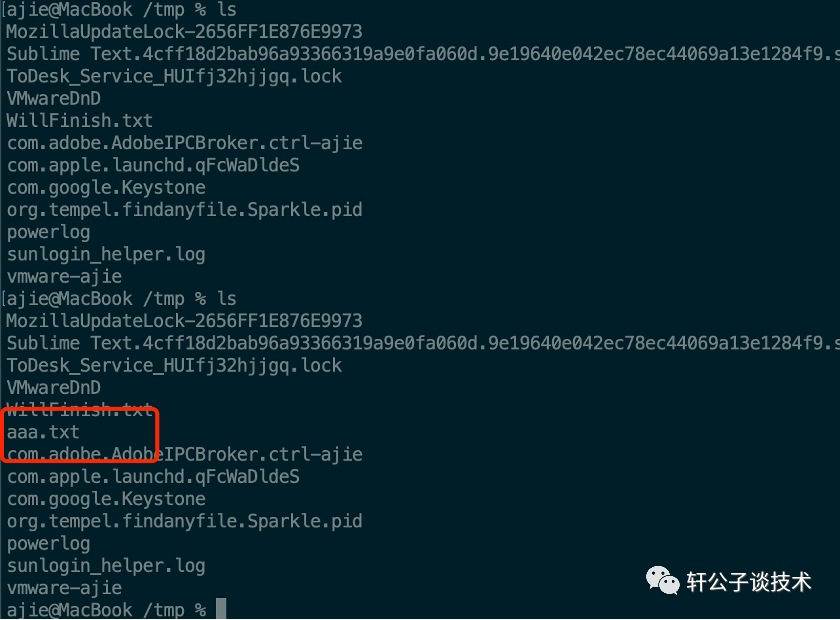 [ajie@MacBook /tmp % ls
MozillaUpdateLock-2656FF1E876E9973
Sublime Text.4cff18d2bab96a93366319a9e0fa060d.9e19640e042ec78ec44069a13e1284f9.s
ToDesk_Service_HUIfj32hjjgq.lock
VMwareDnD
WillFinish.txt
com.adobe.AdobeIPCBroker.ctrl-ajie
com.apple.launchd.qFcWaDldeS
com.google.Keystone
org.tempel.findanyfile.Sparkle.pid
powerlog
sunlogin_helper.log
vmware-ajie
[ajie@MacBook /tmp % ls
MozillaUpdateLock-2656FF1E876E9973
Sublime Text.4cff18d2bab96a93366319a9e0fa060d.9e19640e042ec78ec44069a13e1284f9.s
ToDesk_Service_HUIfj32hjjgq.lock
VMwareDnD
WillFinish.txt
aaa.txt
com.adobe.AdobeIPCBroker.ctrl-ajie
com.apple.launchd.qFcWaDldeS
com.google.Keystone
org.tempel.findanyfile.Sparkle.pid
powerlog
sunlogin_helper.log
vmware-ajie
ajie@MacBook /tmp %
轩公子谈技术